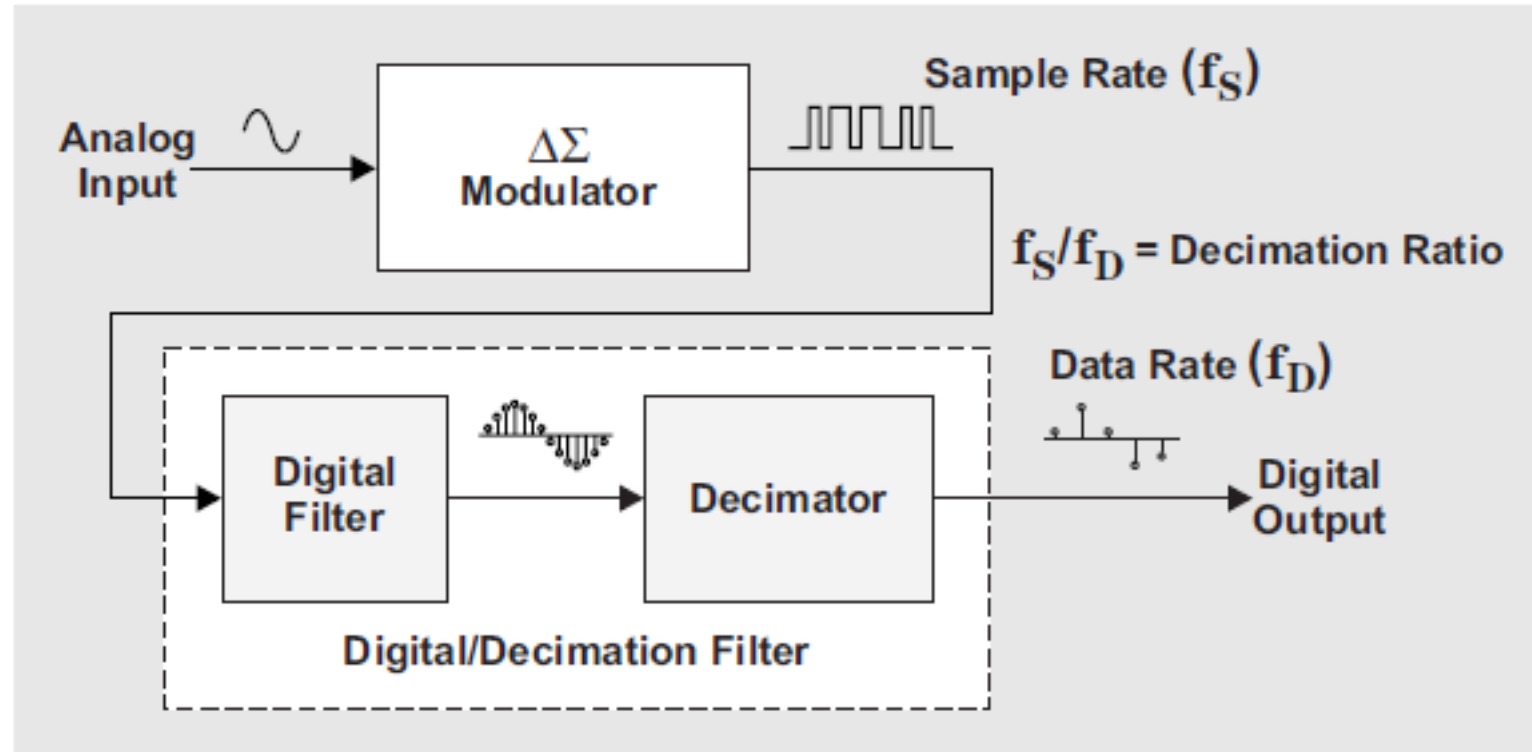 Sample Rate (fS)
Analog
Input
ΔΣ
Modulator
fS/fD = Decimation Ratio
Data Rate (fD)
Digital
Filter
Decimator
Digital
Output
Digital/Decimation Filter